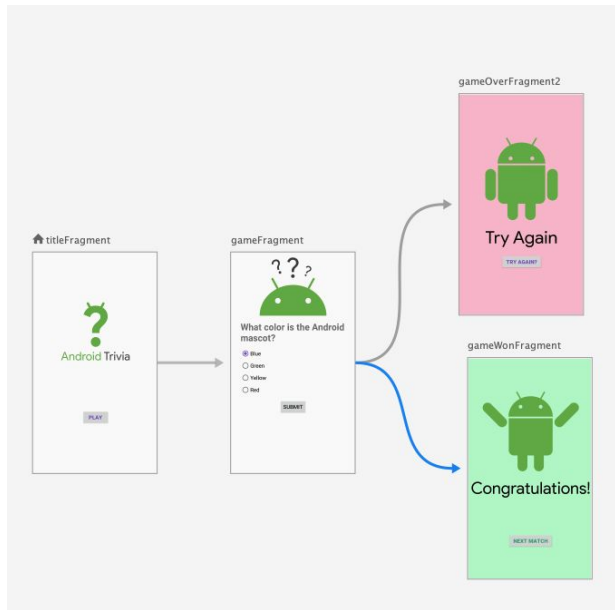 gameOverFragment2
Try Again
TRY AGAIN?
titleFragment
Android Trivia
PLAY
gameFragment
? ? ?
What color is the Android
mascot?
Blue
Green
Yellow
Red
SUBMIT
gameWonFragment
Congratulations!
NEXT MATCH